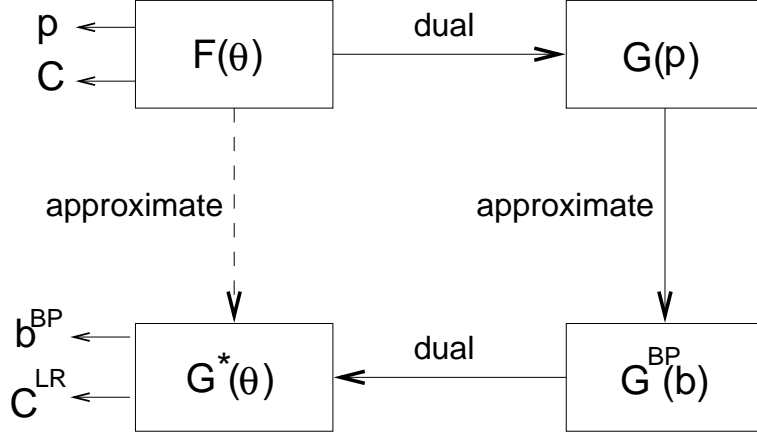 p
C
F(θ)
dual
G(p)
approximate
approximate
b^BP
C^LR
G*(θ)
dual
G^BP(b)